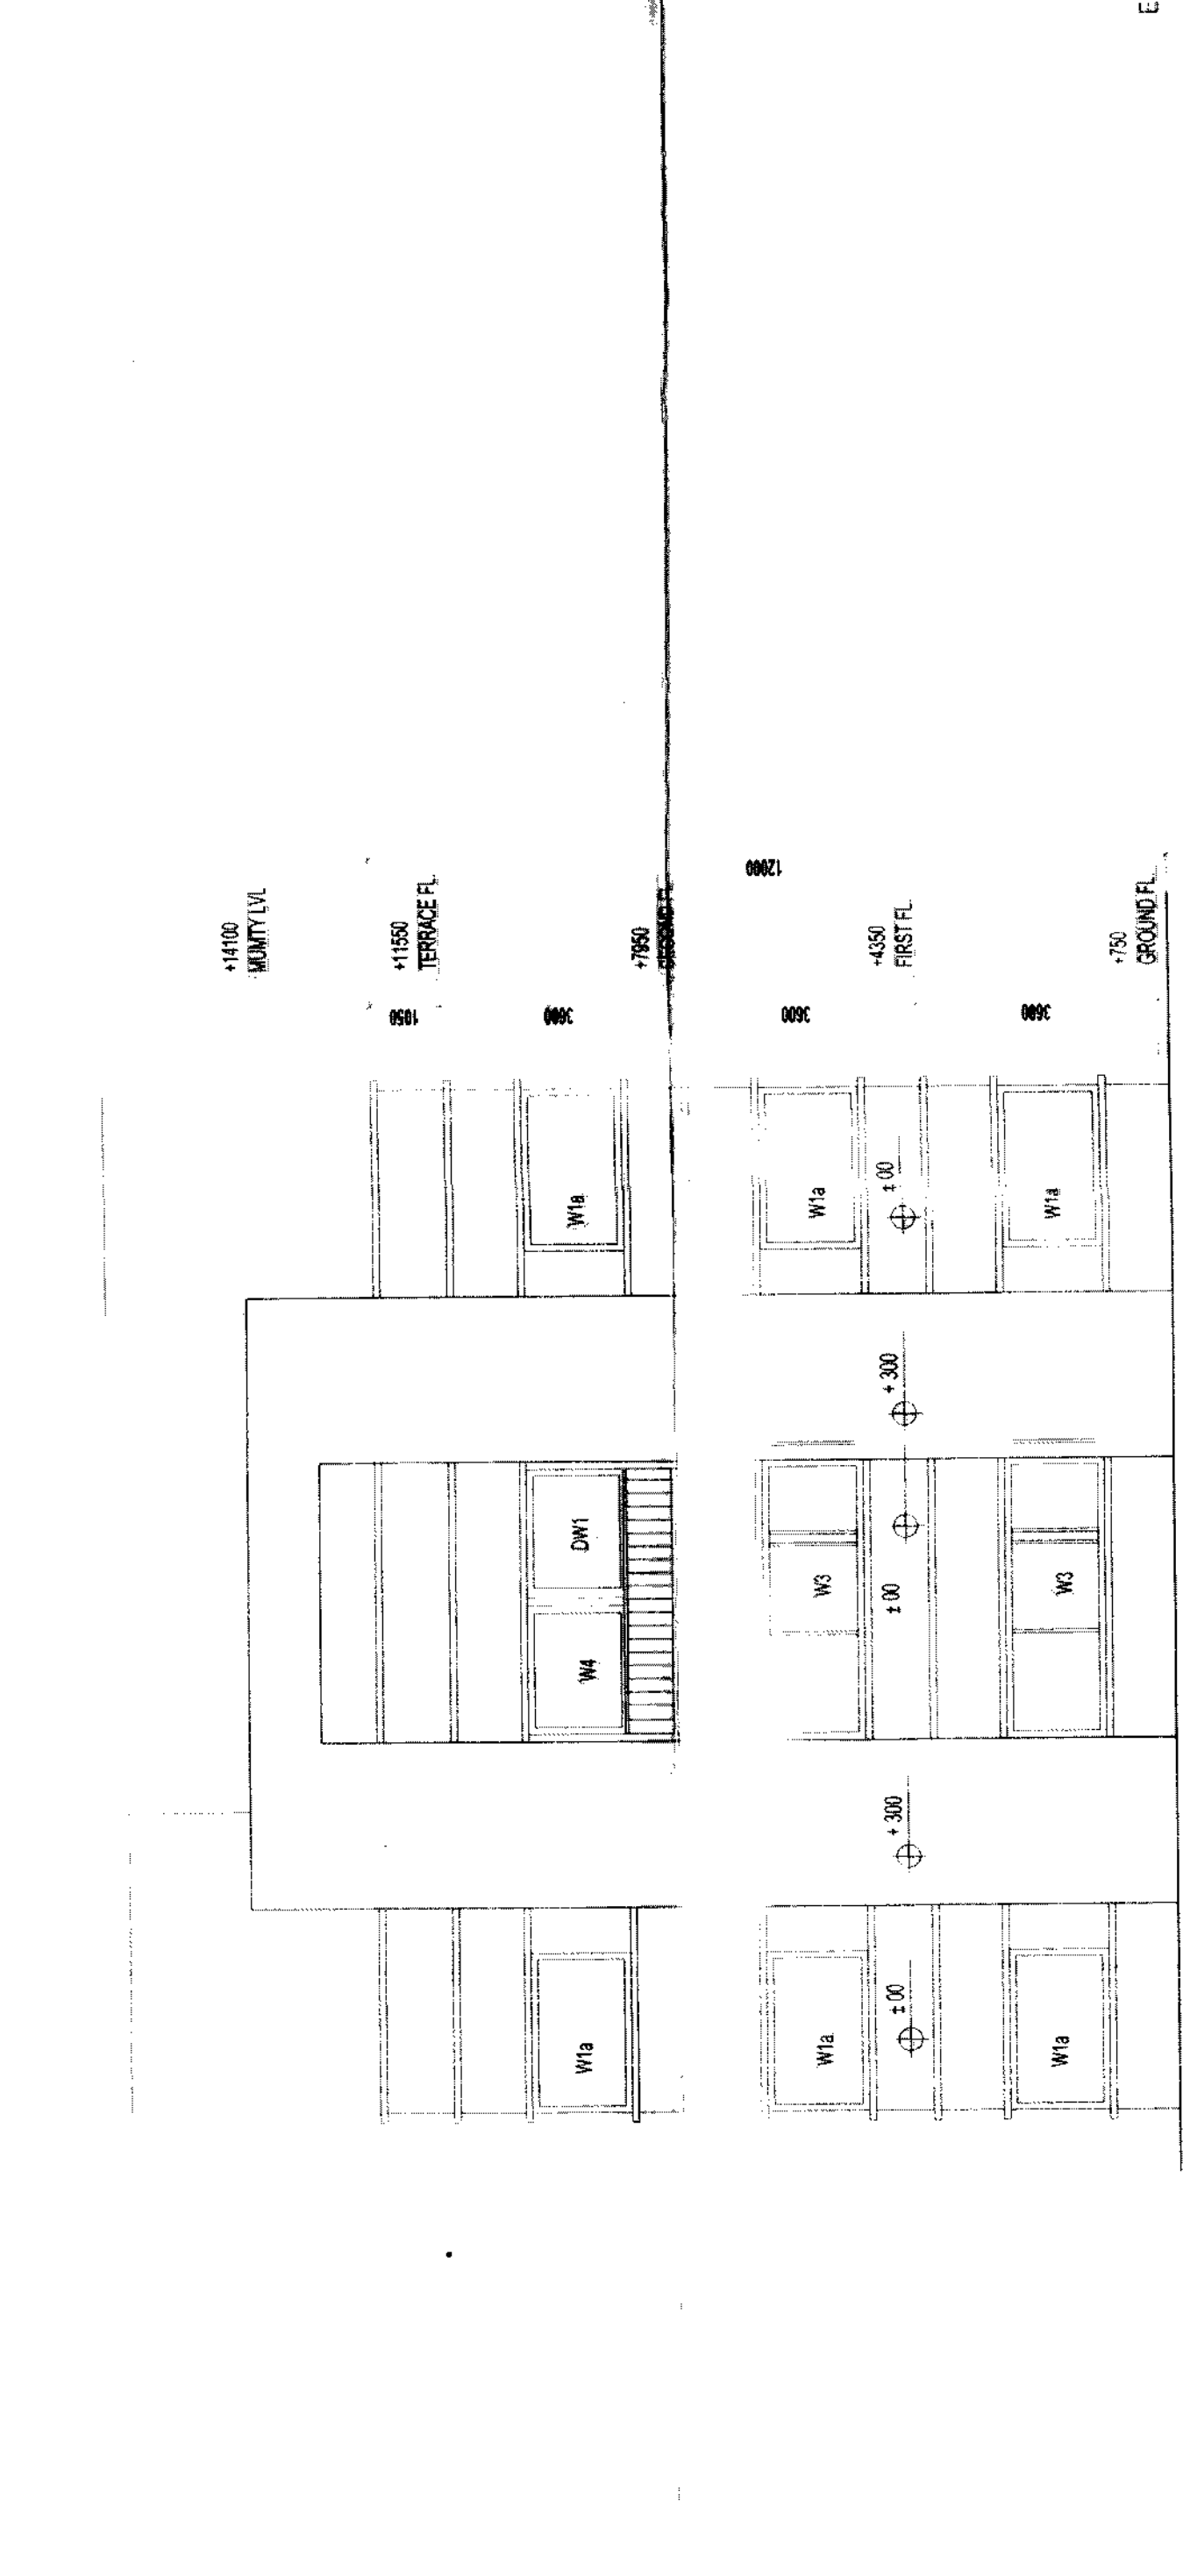 +14100
MUMTY LVL
+11550
TERRACE FL.
1050
3600
+7950
12000
3600
+4350
FIRST FL.
3600
+750
GROUND FL.
W1a
W4
DW1
W1a
W1a
W3
W1a
± 00
+ 300
± 00
+ 300
± 00
W1a
W3
W1a